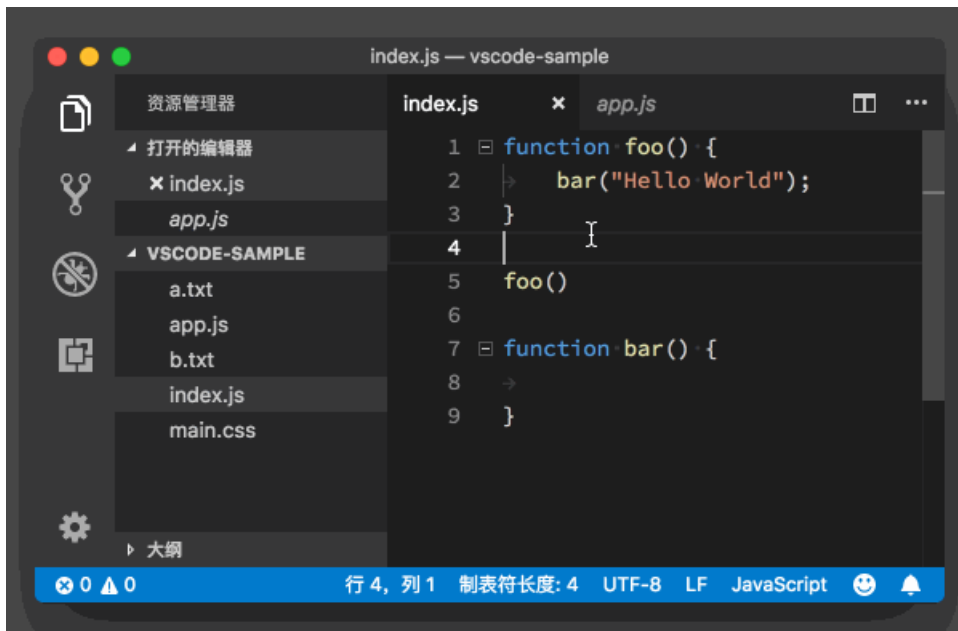 index.js — vscode-sample
资源管理器
打开的编辑器
index.js
app.js
VSCODE-SAMPLE
a.txt
app.js
b.txt
index.js
main.css
大纲
index.js
app.js
1 function foo() {
2 bar("Hello World");
3 }
4
5 foo()
6
7 function bar() {
8
9 }
0 0
行 4，列 1 制表符长度: 4 UTF-8 LF JavaScript